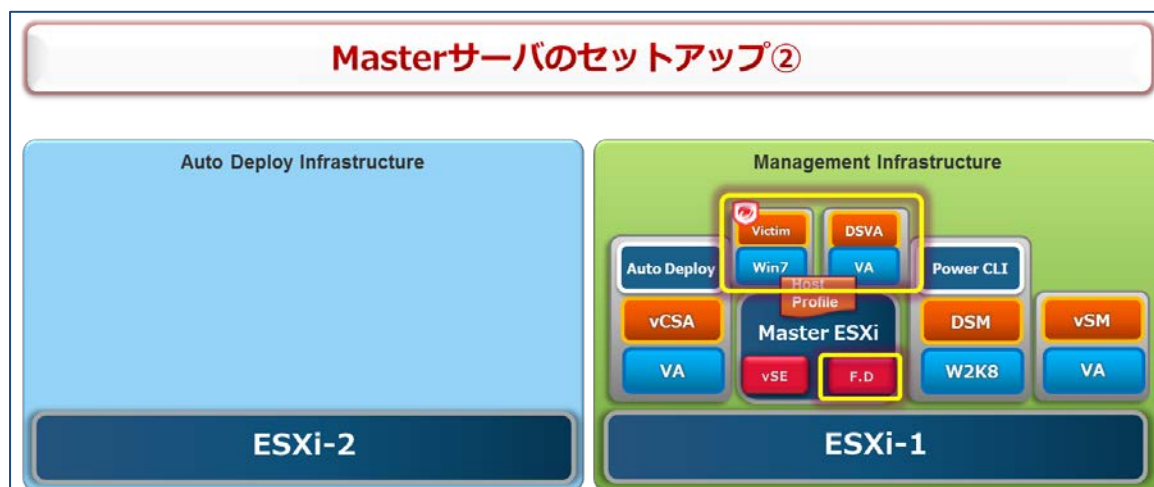 Masterサーバのセットアップ②
Auto Deploy Infrastructure
ESXi-2
Management Infrastructure
Auto Deploy
vCSA
VA
Victim
Win7
DSVA
VA
Host
Profile
Master ESXi
vSE
F.D
Power CLI
DSM
W2K8
vSM
VA
ESXi-1